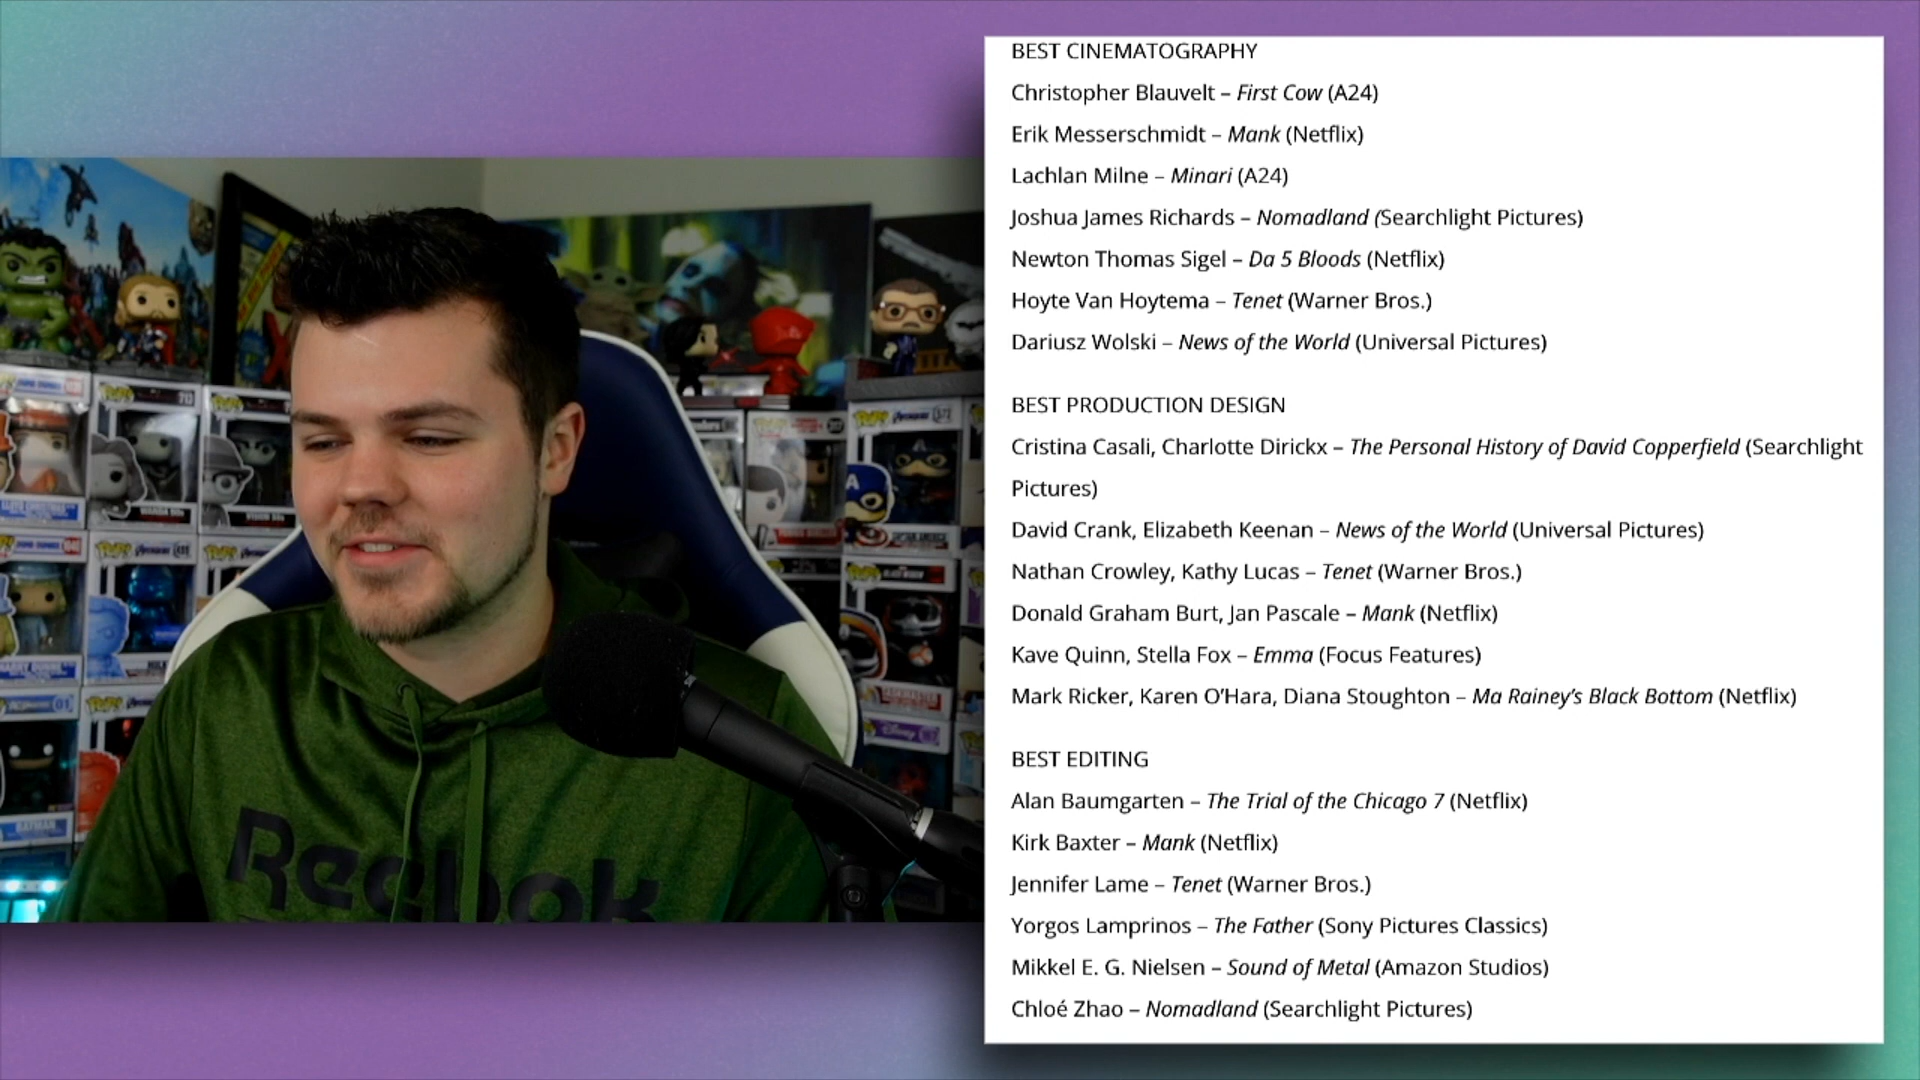 BEST CINEMATOGRAPHY
Christopher Blauvelt – First Cow (A24)
Erik Messerschmidt – Mank (Netflix)
Lachlan Milne – Minari (A24)
Joshua James Richards – Nomadland (Searchlight Pictures)
Newton Thomas Sigel – Da 5 Bloods (Netflix)
Hoyte Van Hoytema – Tenet (Warner Bros.)
Dariusz Wolski – News of the World (Universal Pictures)
BEST PRODUCTION DESIGN
Cristina Casali, Charlotte Dirickx – The Personal History of David Copperfield (Searchlight
Pictures)
David Crank, Elizabeth Keenan – News of the World (Universal Pictures)
Nathan Crowley, Kathy Lucas – Tenet (Warner Bros.)
Donald Graham Burt, Jan Pascale – Mank (Netflix)
Kave Quinn, Stella Fox – Emma (Focus Features)
Mark Ricker, Karen O’Hara, Diana Stoughton – Ma Rainey’s Black Bottom (Netflix)
BEST EDITING
Alan Baumgarten – The Trial of the Chicago 7 (Netflix)
Kirk Baxter – Mank (Netflix)
Jennifer Lame – Tenet (Warner Bros.)
Yorgos Lamprinos – The Father (Sony Pictures Classics)
Mikkel E. G. Nielsen – Sound of Metal (Amazon Studios)
Chloé Zhao – Nomadland (Searchlight Pictures)
Reebok